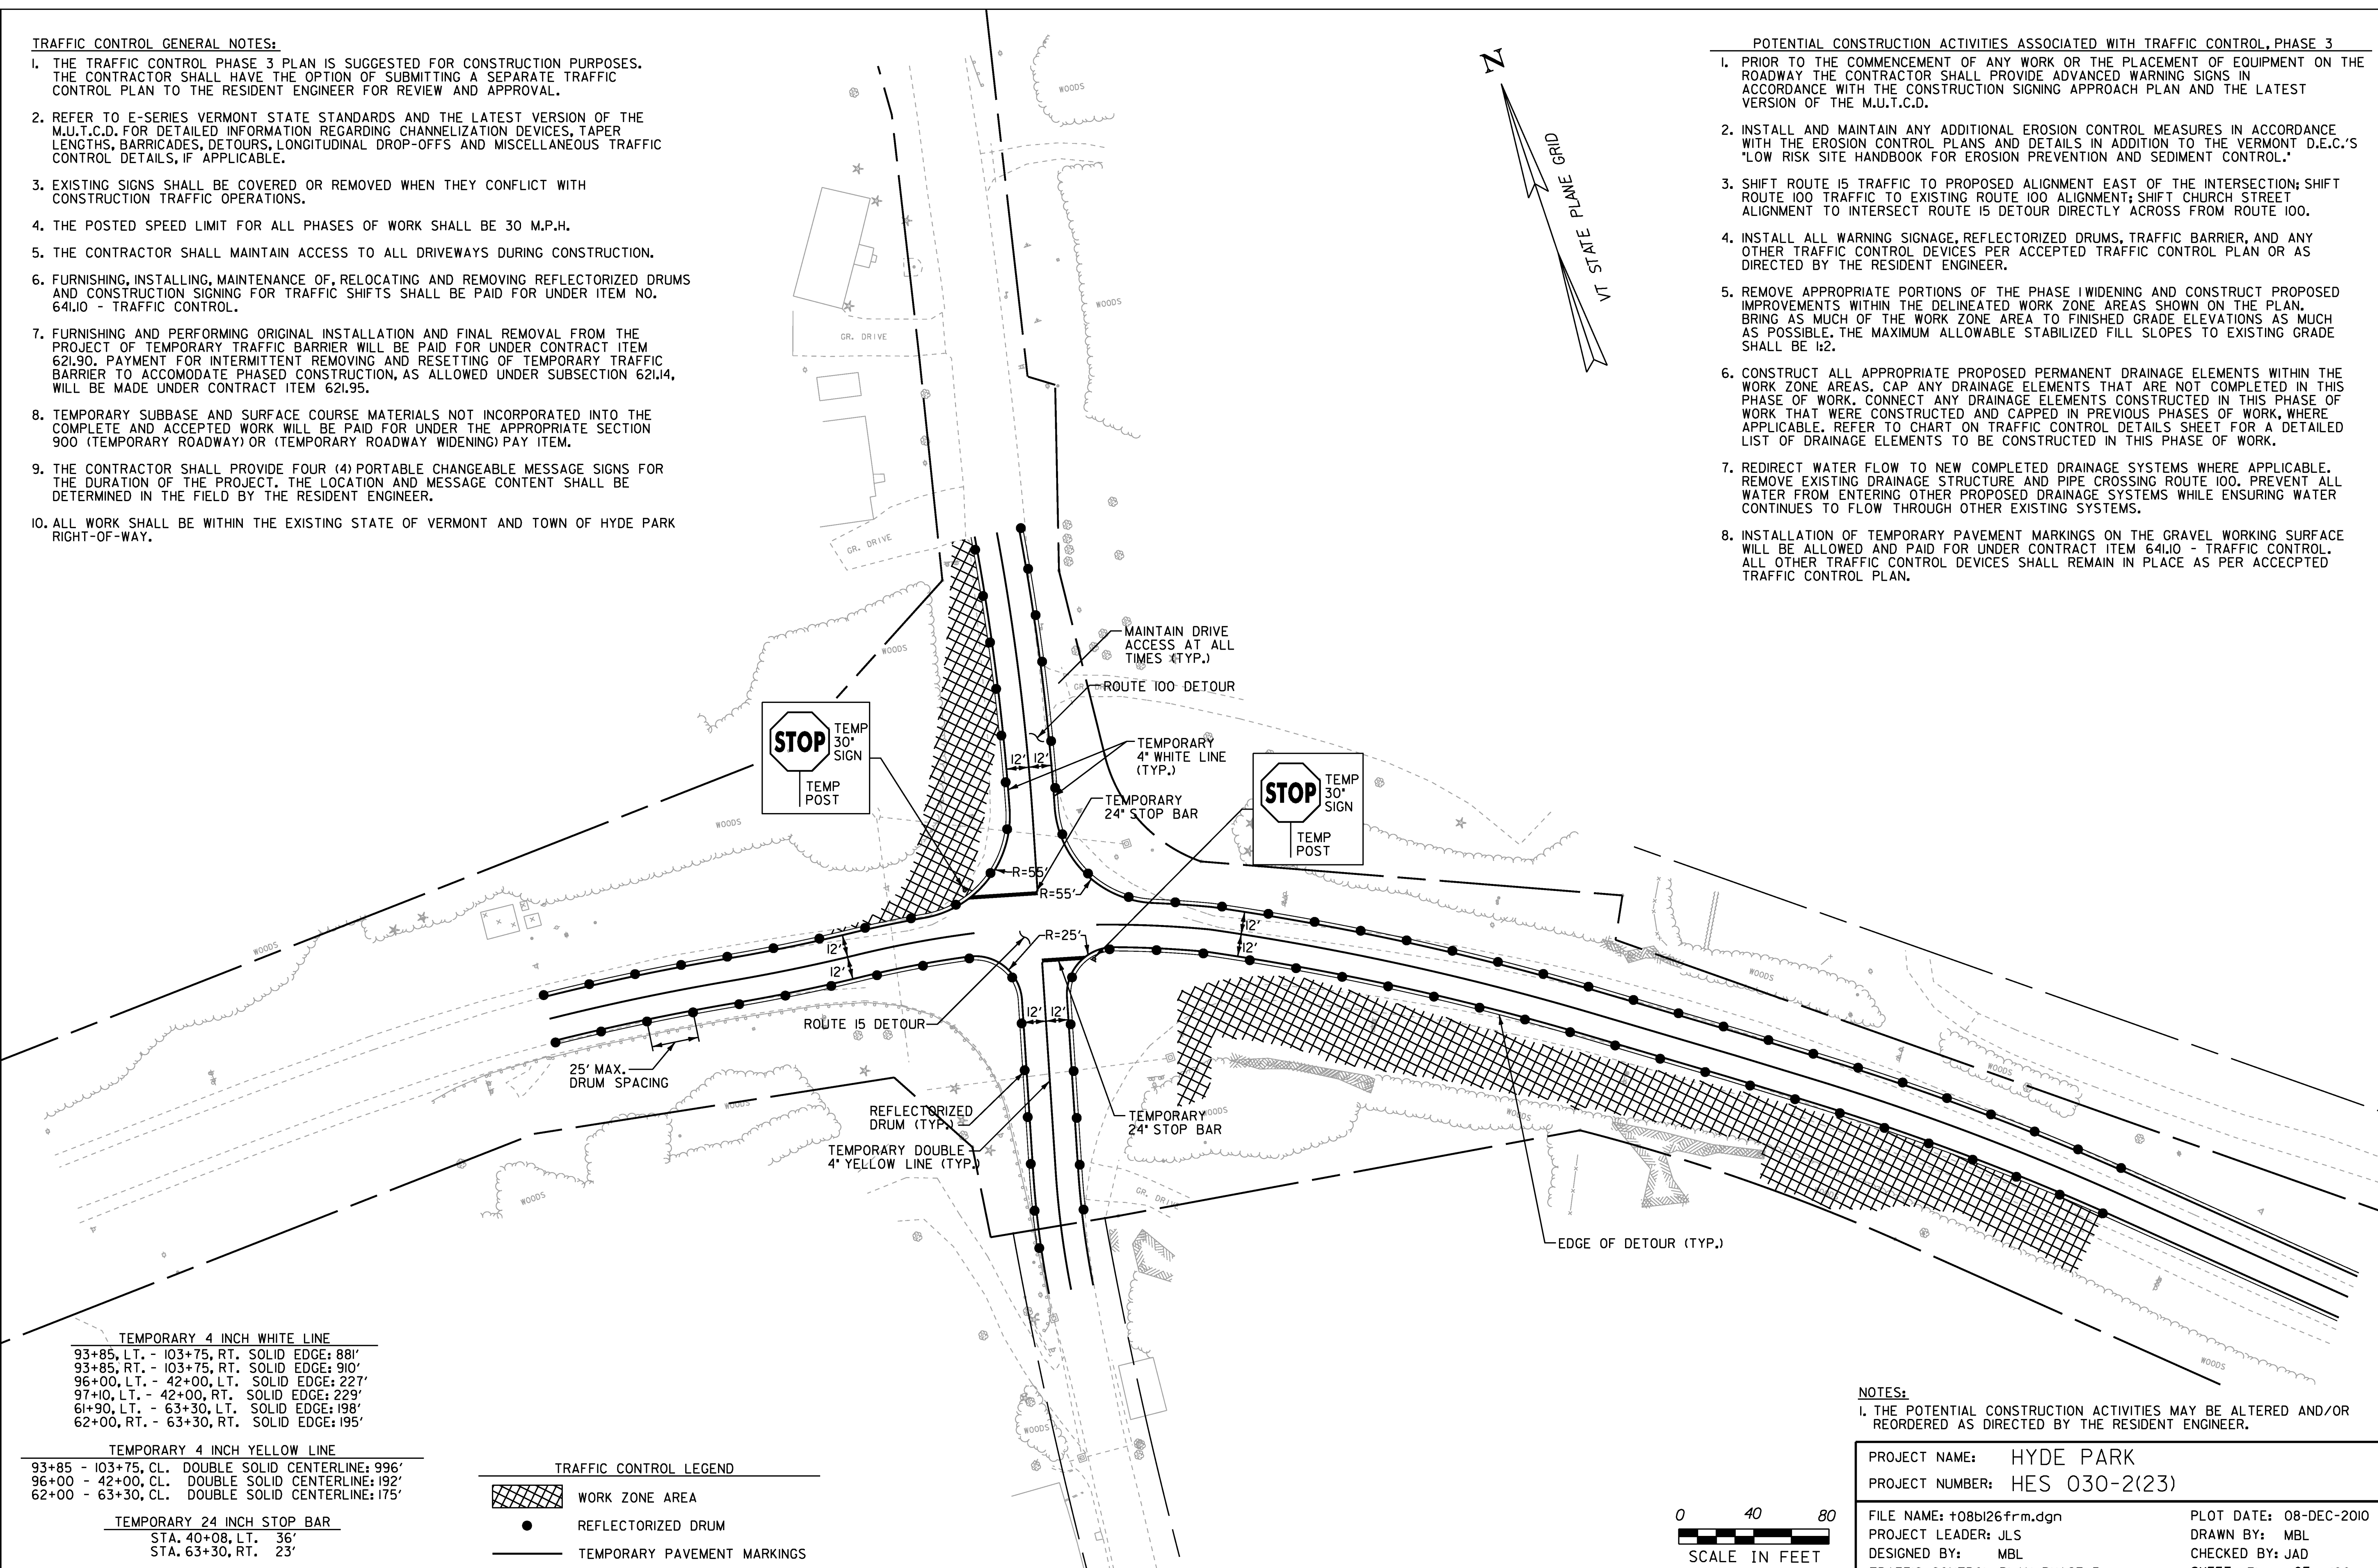 TRAFFIC CONTROL GENERAL NOTES:
1. THE TRAFFIC CONTROL PHASE 3 PLAN IS SUGGESTED FOR CONSTRUCTION PURPOSES.
THE CONTRACTOR SHALL HAVE THE OPTION OF SUBMITTING A SEPARATE TRAFFIC
CONTROL PLAN TO THE RESIDENT ENGINEER FOR REVIEW AND APPROVAL.
2. REFER TO E-SERIES VERMONT STATE STANDARDS AND THE LATEST VERSION OF THE
M.U.T.C.D. FOR DETAILED INFORMATION REGARDING CHANNELIZATION DEVICES, TAPER
LENGTHS, BARRICADES, DETOURS, LONGITUDINAL DROP-OFFS AND MISCELLANEOUS TRAFFIC
CONTROL DETAILS, IF APPLICABLE.
3. EXISTING SIGNS SHALL BE COVERED OR REMOVED WHEN THEY CONFLICT WITH
CONSTRUCTION TRAFFIC OPERATIONS.
4. THE POSTED SPEED LIMIT FOR ALL PHASES OF WORK SHALL BE 30 M.P.H.
5. THE CONTRACTOR SHALL MAINTAIN ACCESS TO ALL DRIVEWAYS DURING CONSTRUCTION.
6. FURNISHING, INSTALLING, MAINTENANCE OF, RELOCATING AND REMOVING REFLECTORIZED DRUMS
AND CONSTRUCTION SIGNING FOR TRAFFIC SHIFTS SHALL BE PAID FOR UNDER ITEM NO.
641.10 - TRAFFIC CONTROL.
7. FURNISHING AND PERFORMING ORIGINAL INSTALLATION AND FINAL REMOVAL FROM THE
PROJECT OF TEMPORARY TRAFFIC BARRIER WILL BE PAID FOR UNDER CONTRACT ITEM
621.90. PAYMENT FOR INTERMITTENT REMOVING AND RESETTING OF TEMPORARY TRAFFIC
BARRIER TO ACCOMODATE PHASED CONSTRUCTION, AS ALLOWED UNDER SUBSECTION 621.14,
WILL BE MADE UNDER CONTRACT ITEM 621.95.
8. TEMPORARY SUBBASE AND SURFACE COURSE MATERIALS NOT INCORPORATED INTO THE
COMPLETE AND ACCEPTED WORK WILL BE PAID FOR UNDER THE APPROPRIATE SECTION
900 (TEMPORARY ROADWAY) OR (TEMPORARY ROADWAY WIDENING) PAY ITEM.
9. THE CONTRACTOR SHALL PROVIDE FOUR (4) PORTABLE CHANGEABLE MESSAGE SIGNS FOR
THE DURATION OF THE PROJECT. THE LOCATION AND MESSAGE CONTENT SHALL BE
DETERMINED IN THE FIELD BY THE RESIDENT ENGINEER.
10. ALL WORK SHALL BE WITHIN THE EXISTING STATE OF VERMONT AND TOWN OF HYDE PARK
RIGHT-OF-WAY.
POTENTIAL CONSTRUCTION ACTIVITIES ASSOCIATED WITH TRAFFIC CONTROL, PHASE 3
1. PRIOR TO THE COMMENCEMENT OF ANY WORK OR THE PLACEMENT OF EQUIPMENT ON THE
ROADWAY THE CONTRACTOR SHALL PROVIDE ADVANCED WARNING SIGNS IN
ACCORDANCE WITH THE CONSTRUCTION SIGNING APPROACH PLAN AND THE LATEST
VERSION OF THE M.U.T.C.D.
2. INSTALL AND MAINTAIN ANY ADDITIONAL EROSION CONTROL MEASURES IN ACCORDANCE
WITH THE EROSION CONTROL PLANS AND DETAILS IN ADDITION TO THE VERMONT D.E.C.'S
"LOW RISK SITE HANDBOOK FOR EROSION PREVENTION AND SEDIMENT CONTROL."
3. SHIFT ROUTE 15 TRAFFIC TO PROPOSED ALIGNMENT EAST OF THE INTERSECTION; SHIFT
ROUTE 100 TRAFFIC TO EXISTING ROUTE 100 ALIGNMENT; SHIFT CHURCH STREET
ALIGNMENT TO INTERSECT ROUTE 15 DETOUR DIRECTLY ACROSS FROM ROUTE 100.
4. INSTALL ALL WARNING SIGNAGE, REFLECTORIZED DRUMS, TRAFFIC BARRIER, AND ANY
OTHER TRAFFIC CONTROL DEVICES PER ACCEPTED TRAFFIC CONTROL PLAN OR AS
DIRECTED BY THE RESIDENT ENGINEER.
5. REMOVE APPROPRIATE PORTIONS OF THE PHASE 1 WIDENING AND CONSTRUCT PROPOSED
IMPROVEMENTS WITHIN THE DELINEATED WORK ZONE AREAS SHOWN ON THE PLAN.
BRING AS MUCH OF THE WORK ZONE AREA TO FINISHED GRADE ELEVATIONS AS MUCH
AS POSSIBLE. THE MAXIMUM ALLOWABLE STABILIZED FILL SLOPES TO EXISTING GRADE
SHALL BE 1:2.
6. CONSTRUCT ALL APPROPRIATE PROPOSED PERMANENT DRAINAGE ELEMENTS WITHIN THE
WORK ZONE AREAS. CAP ANY DRAINAGE ELEMENTS THAT ARE NOT COMPLETED IN THIS
PHASE OF WORK. CONNECT ANY DRAINAGE ELEMENTS CONSTRUCTED IN THIS PHASE OF
WORK THAT WERE CONSTRUCTED AND CAPPED IN PREVIOUS PHASES OF WORK, WHERE
APPLICABLE. REFER TO CHART ON TRAFFIC CONTROL DETAILS SHEET FOR A DETAILED
LIST OF DRAINAGE ELEMENTS TO BE CONSTRUCTED IN THIS PHASE OF WORK.
7. REDIRECT WATER FLOW TO NEW COMPLETED DRAINAGE SYSTEMS WHERE APPLICABLE.
REMOVE EXISTING DRAINAGE STRUCTURE AND PIPE CROSSING ROUTE 100. PREVENT ALL
WATER FROM ENTERING OTHER PROPOSED DRAINAGE SYSTEMS WHILE ENSURING WATER
CONTINUES TO FLOW THROUGH OTHER EXISTING SYSTEMS.
8. INSTALLATION OF TEMPORARY PAVEMENT MARKINGS ON THE GRAVEL WORKING SURFACE
WILL BE ALLOWED AND PAID FOR UNDER CONTRACT ITEM 641.10 - TRAFFIC CONTROL.
ALL OTHER TRAFFIC CONTROL DEVICES SHALL REMAIN IN PLACE AS PER ACCECPTED
TRAFFIC CONTROL PLAN.
N
VT STATE PLANE GRID
WOODS
WOODS
GR. DRIVE
GR. DRIVE
WOODS
MAINTAIN DRIVE
ACCESS AT ALL
TIMES (TYP.)
ROUTE 100 DETOUR
STOP
TEMP
30"
SIGN
TEMP
POST
12' 12'
TEMPORARY
4" WHITE LINE
(TYP.)
TEMPORARY
24" STOP BAR
STOP
TEMP
30"
SIGN
TEMP
POST
WOODS
R=55'
R=55'
WOODS
12'
12'
R=25'
12'
12'
WOODS
12' 12'
ROUTE 15 DETOUR
25' MAX.
DRUM SPACING
WOODS
REFLECTORIZED
DRUM (TYP.)
TEMPORARY DOUBLE
4" YELLOW LINE (TYP.)
TEMPORARY
24" STOP BAR
WOODS
WOODS
WOODS
WOODS
GR. DRIVE
EDGE OF DETOUR (TYP.)
WOODS
WOODS
TEMPORARY 4 INCH WHITE LINE
93+85, LT. - 103+75, RT. SOLID EDGE: 881'
93+85, RT. - 103+75, RT. SOLID EDGE: 910'
96+00, LT. - 42+00, LT. SOLID EDGE: 227'
97+10, LT. - 42+00, RT. SOLID EDGE: 229'
61+90, LT. - 63+30, LT. SOLID EDGE: 198'
62+00, RT. - 63+30, RT. SOLID EDGE: 195'
TEMPORARY 4 INCH YELLOW LINE
93+85 - 103+75, CL. DOUBLE SOLID CENTERLINE: 996'
96+00 - 42+00, CL. DOUBLE SOLID CENTERLINE: 192'
62+00 - 63+30, CL. DOUBLE SOLID CENTERLINE: 175'
TEMPORARY 24 INCH STOP BAR
STA. 40+08, LT. 36'
STA. 63+30, RT. 23'
TRAFFIC CONTROL LEGEND
WORK ZONE AREA
REFLECTORIZED DRUM
TEMPORARY PAVEMENT MARKINGS
0 40 80
SCALE IN FEET
NOTES:
1. THE POTENTIAL CONSTRUCTION ACTIVITIES MAY BE ALTERED AND/OR
REORDERED AS DIRECTED BY THE RESIDENT ENGINEER.
PROJECT NAME: HYDE PARK
PROJECT NUMBER: HES 030-2(23)
FILE NAME: t08b126frm.dgn PLOT DATE: 08-DEC-2010
PROJECT LEADER: JLS DRAWN BY: MBL
DESIGNED BY: MBL CHECKED BY: JAD